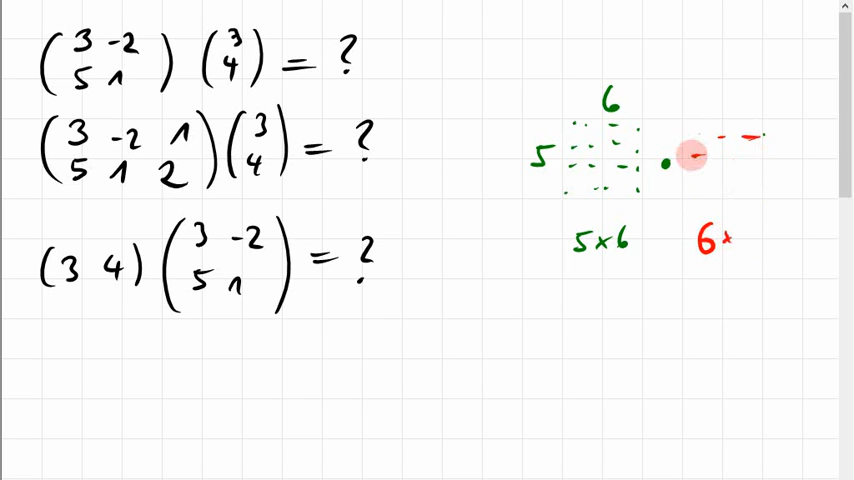 (3 -2
5 1) (3
4) = ?
(3 -2 1
5 1 2) (3
4) = ?
(3 4) (3 -2
5 1) = ?
6
5
5×6
6×